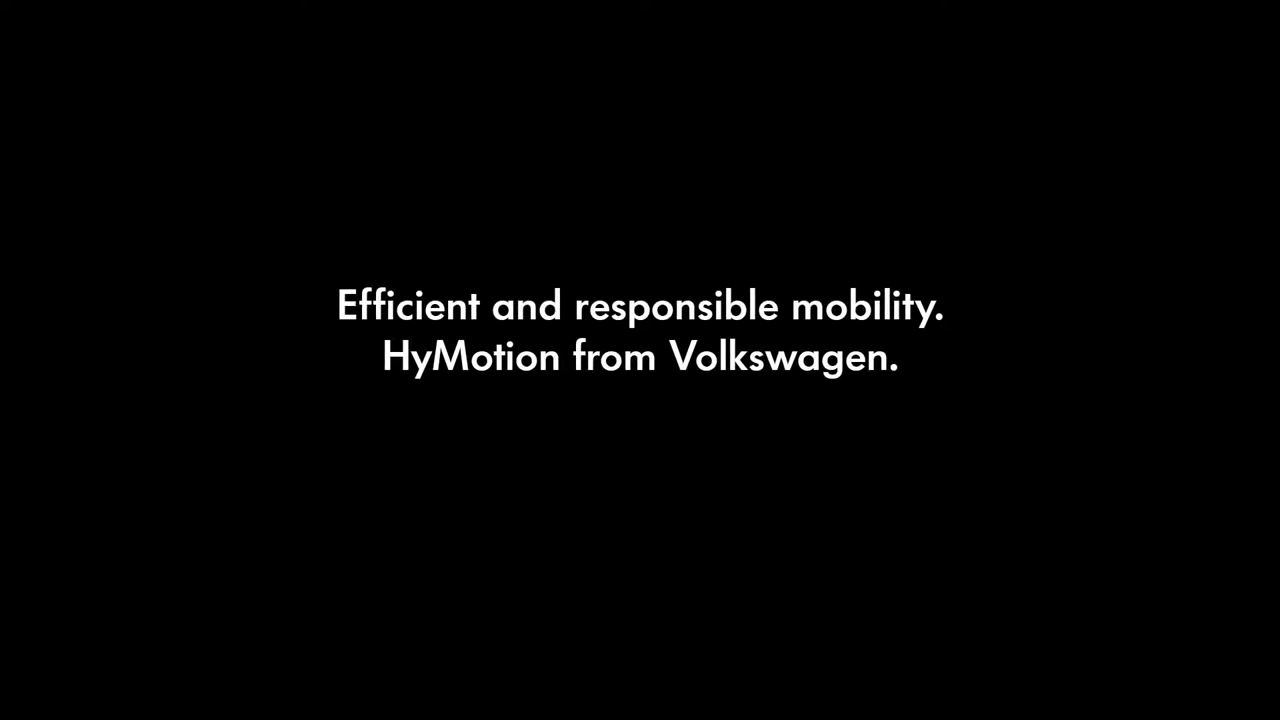 Efficient and responsible mobility.
HyMotion from Volkswagen.